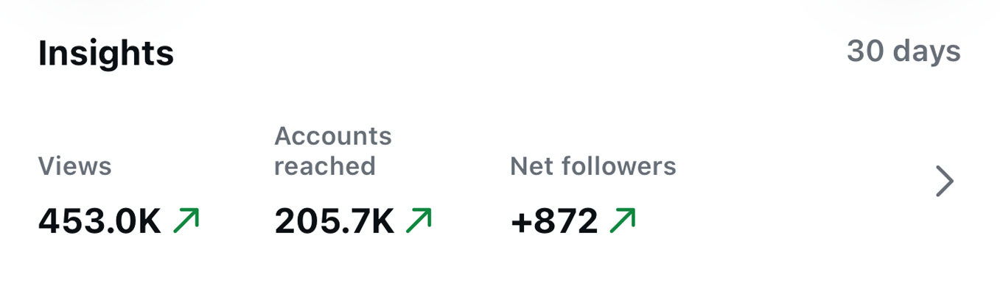 Insights
30 days
Accounts
Views
reached
Net followers
453.0K
205.7K
+872